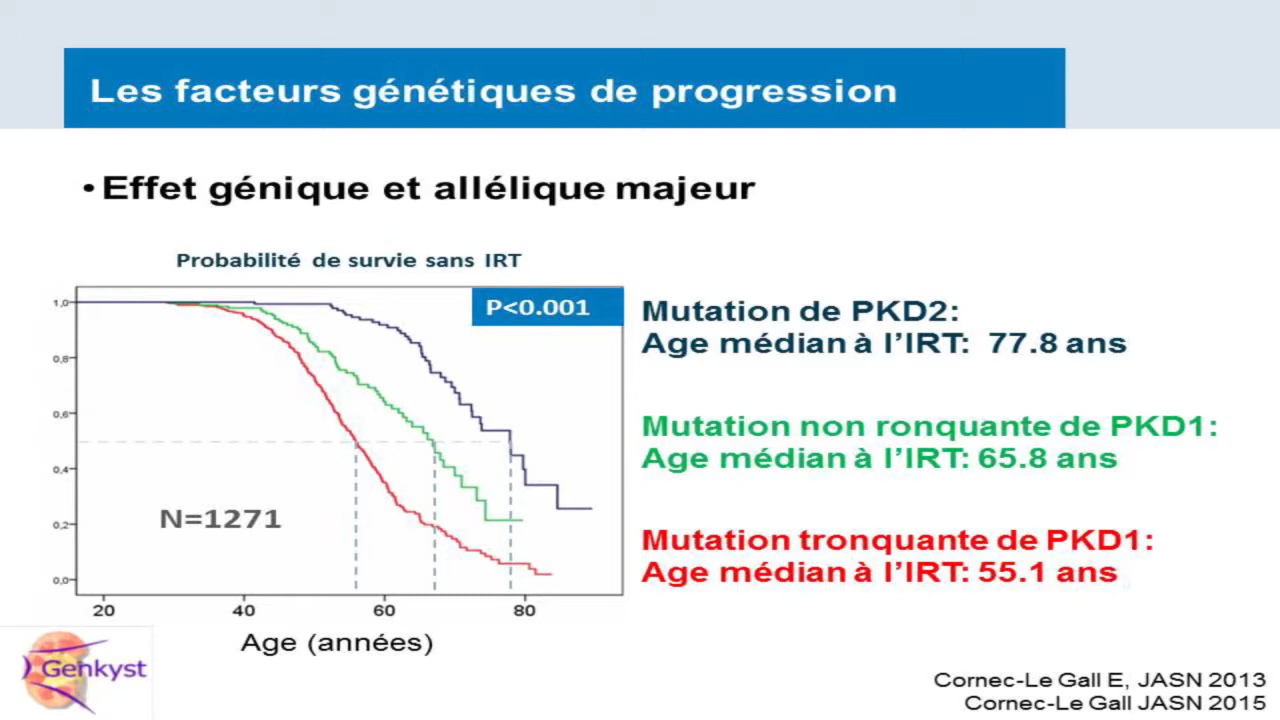 Les facteurs génétiques de progression
•Effet génique et allélique majeur
Probabilité de survie sans IRT
P<0.001
1,0
0,8
0,6
0,4
0,2
0,0
N=1271
20 40 60 80
Age (années)
Mutation de PKD2:
Age médian à l'IRT: 77.8 ans
Mutation non ronquante de PKD1:
Age médian à l'IRT: 65.8 ans
Mutation tronquante de PKD1:
Age médian à l'IRT: 55.1 ans
Genkyst
Cornec-Le Gall E, JASN 2013
Cornec-Le Gall JASN 2015